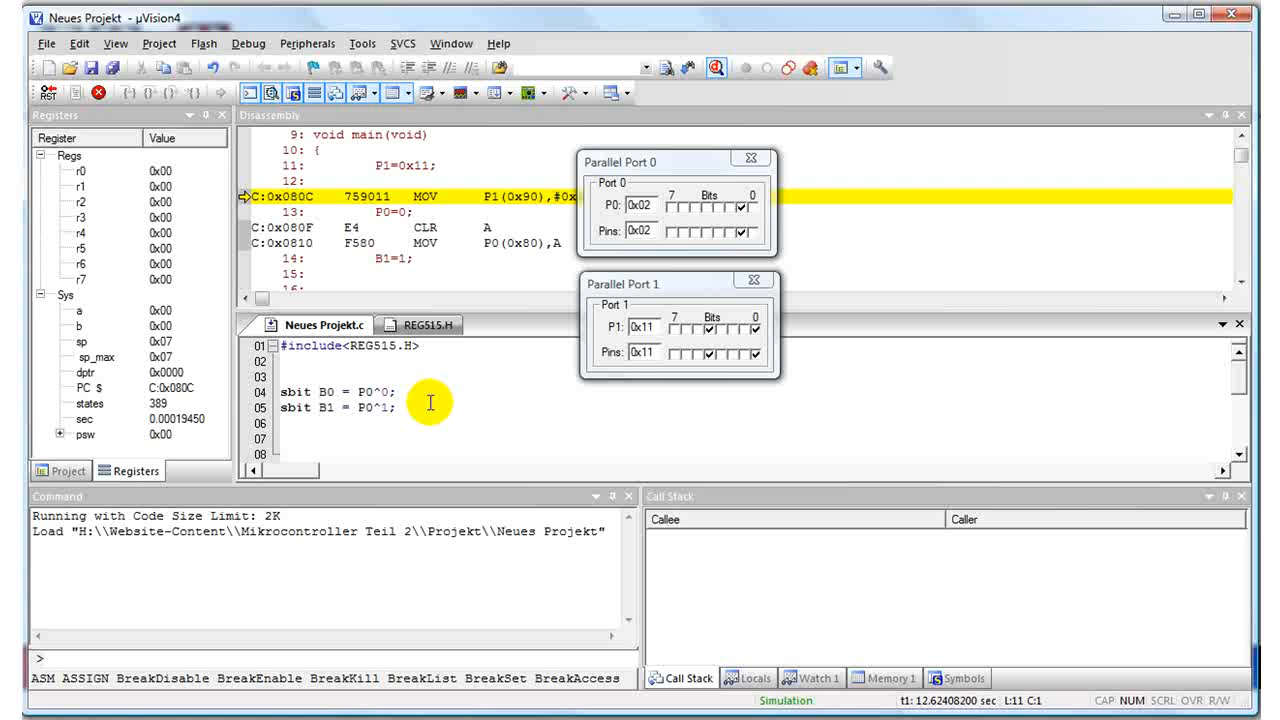 Neues Projekt - µVision4
File Edit View Project Flash Debug Peripherals Tools SVCS Window Help
RST
Registers
Register Value
Regs
r0 0x00
r1 0x00
r2 0x00
r3 0x00
r4 0x00
r5 0x00
r6 0x00
r7 0x00
Sys
a 0x00
b 0x00
sp 0x07
sp_max 0x07
dptr 0x0000
PC $ C:0x080C
states 389
sec 0.00019450
psw 0x00
Project Registers
Disassembly
9: void main(void)
10: {
11: P1=0x11;
12:
C:0x080C 759011 MOV P1(0x90),#0x
13: P0=0;
C:0x080F E4 CLR A
C:0x0810 F580 MOV P0(0x80),A
14: B1=1;
15:
16:
Parallel Port 0
Port 0
7 Bits 0
P0: 0x02
Pins: 0x02
Parallel Port 1
Port 1
7 Bits 0
P1: 0x11
Pins: 0x11
Neues Projekt.c REG515.H
01 #include<REG515.H>
02
03
04 sbit B0 = P0^0;
05 sbit B1 = P0^1;
06
07
08
Command
Running with Code Size Limit: 2K
Load "H:\\Website-Content\\Mikrocontroller Teil 2\\Projekt\\Neues Projekt"
>
ASM ASSIGN BreakDisable BreakEnable BreakKill BreakList BreakSet BreakAccess
Call Stack
Callee Caller
Call Stack Locals Watch 1 Memory 1 Symbols
Simulation t1: 12.62408200 sec L:11 C:1 CAP NUM SCRL OVR R/W